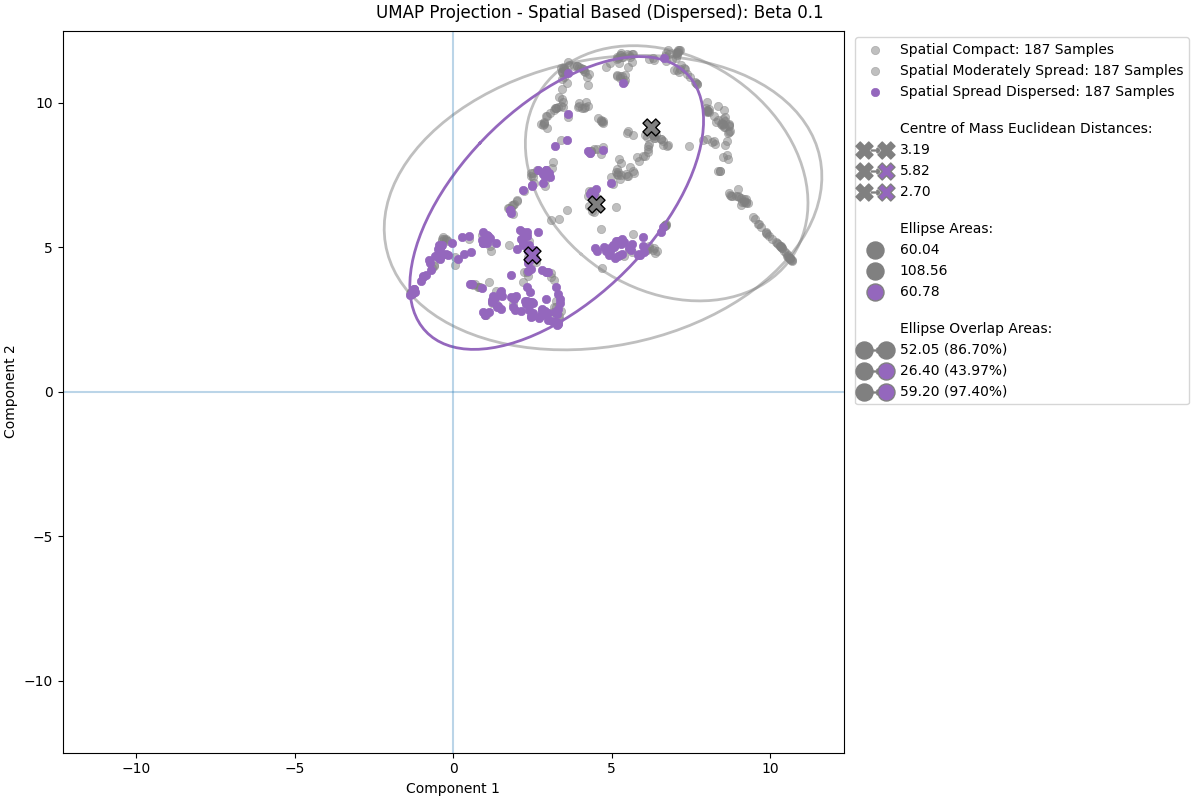 UMAP Projection - Spatial Based (Dispersed): Beta 0.1
Spatial Compact: 187 Samples
Spatial Moderately Spread: 187 Samples
Spatial Spread Dispersed: 187 Samples
Centre of Mass Euclidean Distances:
3.19
5.82
2.70
Ellipse Areas:
60.04
108.56
60.78
Ellipse Overlap Areas:
52.05 (86.70%)
26.40 (43.97%)
59.20 (97.40%)
Component 2
10
5
0
−5
−10
−10
−5
0
5
10
Component 1